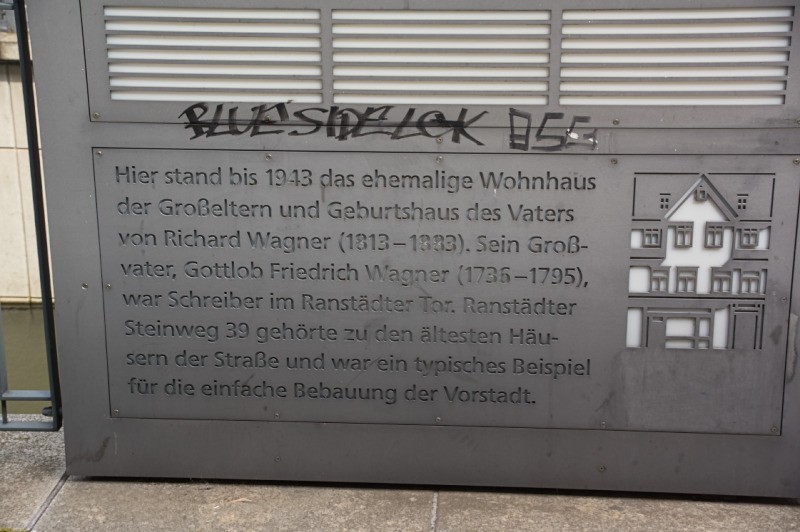 BLUESIDELOK
Hier stand bis 1943 das ehemalige Wohnhaus
der Großeltern und Geburtshaus des Vaters
von Richard Wagner (1813–1883). Sein Groß-
vater, Gottlob Friedrich Wagner (1736–1795),
war Schreiber im Ranstädter Tor. Ranstädter
Steinweg 39 gehörte zu den ältesten Häu-
sern der Straße und war ein typisches Beispiel
für die einfache Bebauung der Vorstadt.